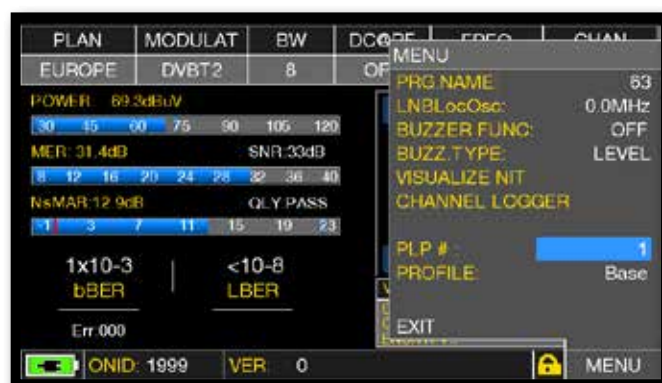 PLAN MODULAT BW
EUROPE DVBT2 8
POWER: 69.3dBuV
30 45 60 75 90 105 120
MER: 31.4dB SNR:33dB
8 12 16 20 24 28 32 36 40
NsMAR:12.9dB QLY:PASS
1 3 7 11 15 19 23
1x10-3 <10-8
bBER LBER
Err:000
ONID: 1999 VER: 0
MENU
PRG.NAME: 63
LNBLocOsc: 0.0MHz
BUZZER FUNC: OFF
BUZZ.TYPE: LEVEL
VISUALIZE NIT
CHANNEL LOGGER
PLP #: 1
PROFILE: Base
EXIT
MENU